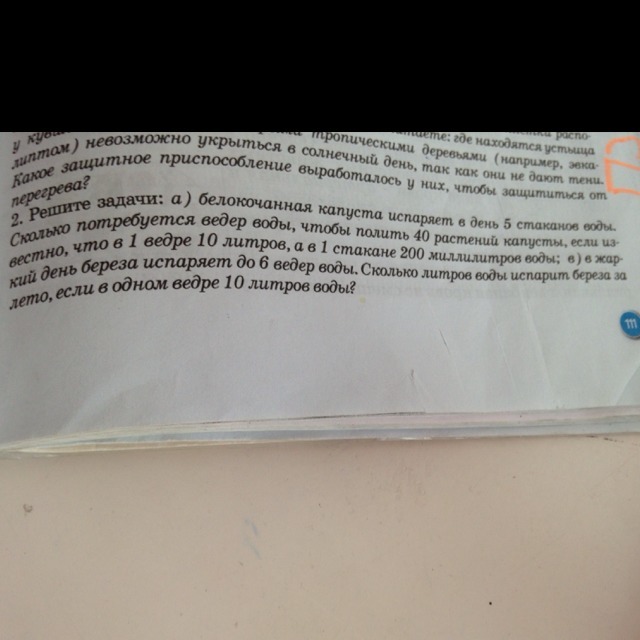 у
тропическими деревьями (например, эвка-
липтом) невозможно укрыться в солнечный день, так как они не дают тени.
Какое защитное приспособление выработалось у них, чтобы защититься от
перегрева?
2. Решите задачи: а) белокочанная капуста испаряет в день 5 стаканов воды.
Сколько потребуется ведер воды, чтобы полить 40 растений капусты, если из-
вестно, что в 1 ведре 10 литров, а в 1 стакане 200 миллилитров воды; в) в жар-
кий день береза испаряет до 6 ведер воды. Сколько литров воды испарит береза за
лето, если в одном ведре 10 литров воды?
111